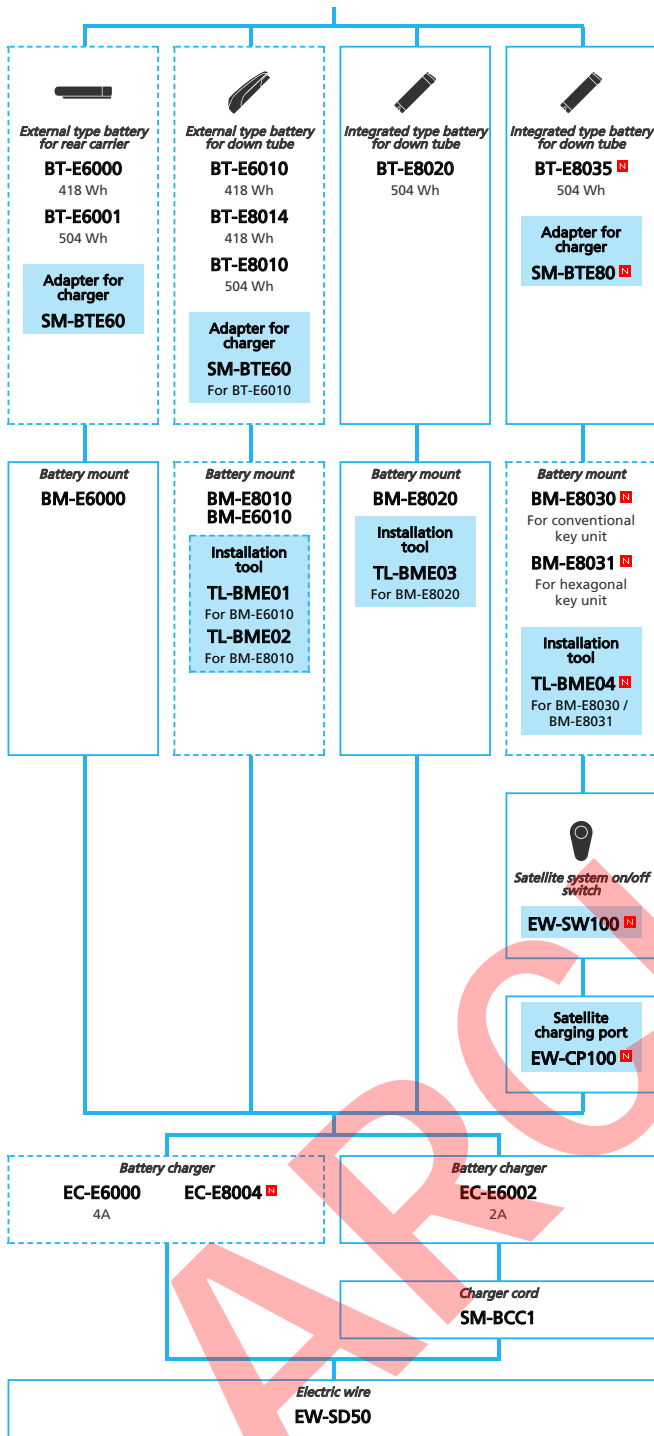 External type battery
for rear carrier
BT-E6000
418 Wh
BT-E6001
504 Wh
Adapter for
charger
SM-BTE60
External type battery
for down tube
BT-E6010
418 Wh
BT-E8014
418 Wh
BT-E8010
504 Wh
Adapter for
charger
SM-BTE60
For BT-E6010
Integrated type battery
for down tube
BT-E8020
504 Wh
Integrated type battery
for down tube
BT-E8035 N
504 Wh
Adapter for
charger
SM-BTE80 N
Battery mount
BM-E6000
Battery mount
BM-E8010
BM-E6010
Installation
tool
TL-BME01
For BM-E6010
TL-BME02
For BM-E8010
Battery mount
BM-E8020
Installation
tool
TL-BME03
For BM-E8020
Battery mount
BM-E8030 N
For conventional
key unit
BM-E8031 N
For hexagonal
key unit
Installation
tool
TL-BME04 N
For BM-E8030 /
BM-E8031
Satellite system on/off
switch
EW-SW100 N
Satellite
charging port
EW-CP100 N
Battery charger
EC-E6000 EC-E8004 N
4A
Battery charger
EC-E6002
2A
Charger cord
SM-BCC1
Electric wire
EW-SD50
ARCI